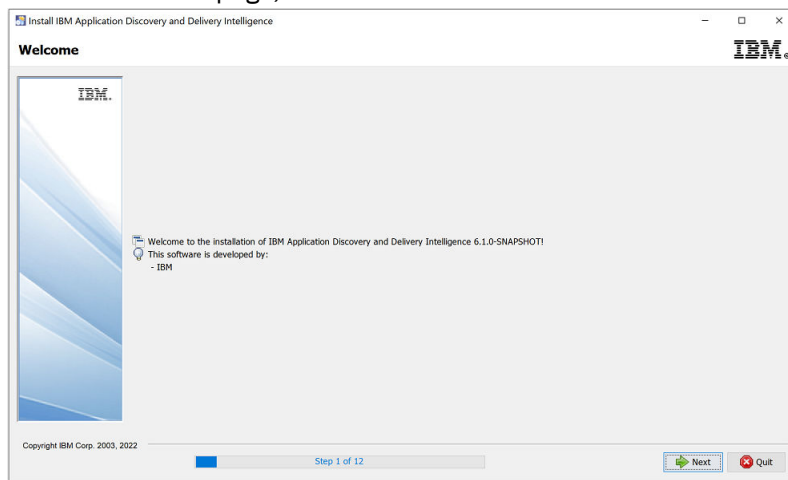 page,
Install IBM Application Discovery and Delivery Intelligence
Welcome
IBM
IBM.
Welcome to the installation of IBM Application Discovery and Delivery Intelligence 6.1.0-SNAPSHOT!
This software is developed by:
- IBM
Copyright IBM Corp. 2003, 2022
Step 1 of 12
Next
Quit